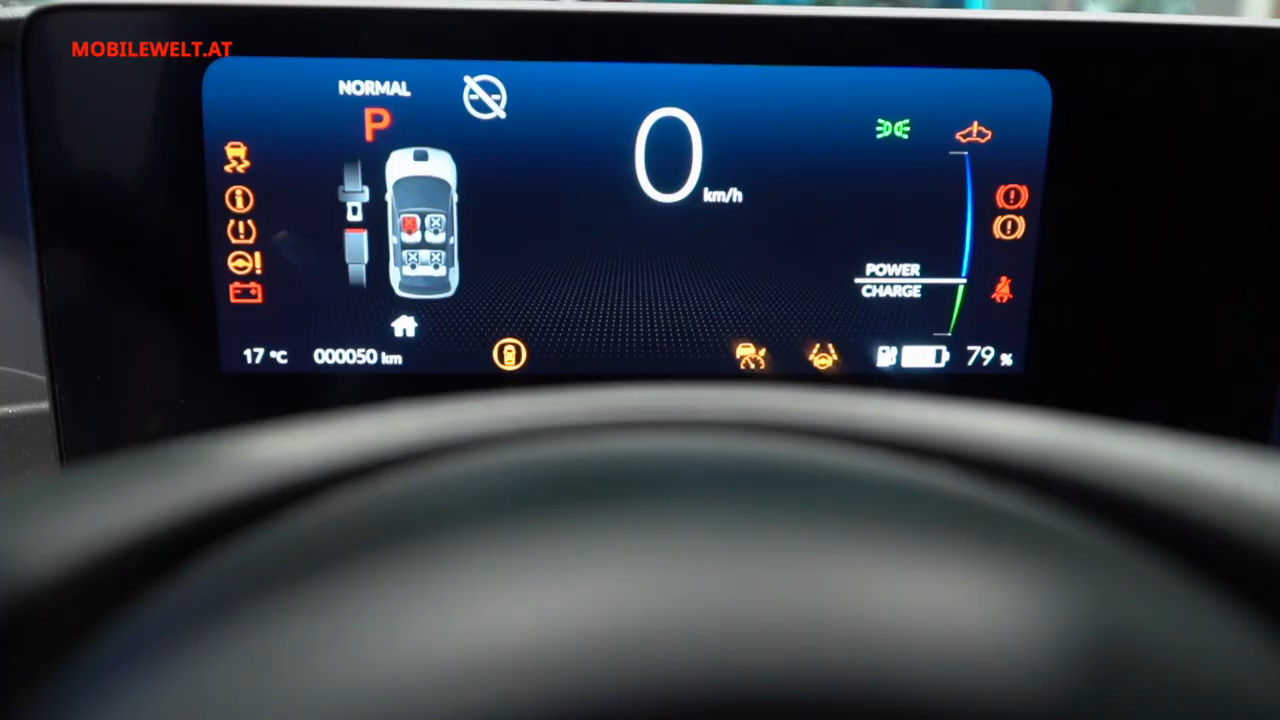 MOBILEWELT.AT
NORMAL
P
0 km/h
POWER
CHARGE
17 °C
000050 km
79 %